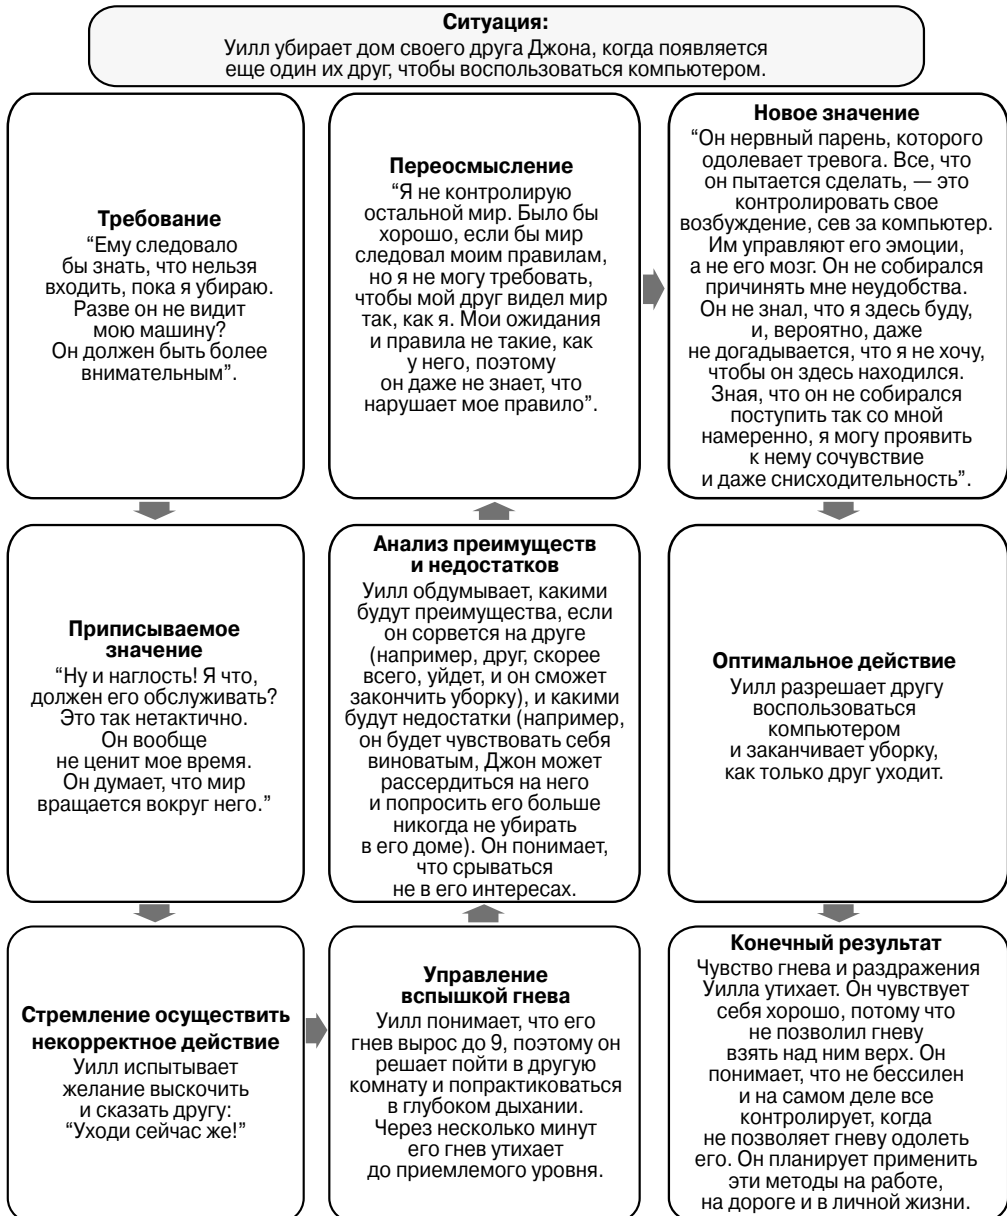 Ситуация:
Уилл убирает дом своего друга Джона, когда появляется
еще один их друг, чтобы воспользоваться компьютером.
Требование
“Ему следовало
бы знать, что нельзя
входить, пока я убираю.
Разве он не видит
мою машину?
Он должен быть более
внимательным”.
Приписываемое
значение
“Ну и наглость! Я что,
должен его обслуживать?
Это так нетактично.
Он вообще
не ценит мое время.
Он думает, что мир
вращается вокруг него.”
Стремление осуществить
некорректное действие
Уилл испытывает
желание выскочить
и сказать другу:
“Уходи сейчас же!”
Управление
вспышкой гнева
Уилл понимает, что его
гнев вырос до 9, поэтому он
решает пойти в другую
комнату и попрактиковаться
в глубоком дыхании.
Через несколько минут
его гнев утихает
до приемлемого уровня.
Анализ преимуществ
и недостатков
Уилл обдумывает, какими
будут преимущества, если
он сорвется на друге
(например, друг, скорее
всего, уйдет, и он сможет
закончить уборку), и какими
будут недостатки (например,
он будет чувствовать себя
виноватым, Джон может
рассердиться на него
и попросить его больше
никогда не убирать
в его доме). Он понимает,
что срываться
не в его интересах.
Переосмысление
“Я не контролирую
остальной мир. Было бы
хорошо, если бы мир
следовал моим правилам,
но я не могу требовать,
чтобы мой друг видел мир
так, как я. Мои ожидания
и правила не такие, как
у него, поэтому
он даже не знает, что
нарушает мое правило”.
Новое значение
“Он нервный парень, которого
одолевает тревога. Все, что
он пытается сделать, — это
контролировать свое
возбуждение, сев за компьютер.
Им управляют его эмоции,
а не его мозг. Он не собирался
причинять мне неудобства.
Он не знал, что я здесь буду,
и, вероятно, даже
не догадывается, что я не хочу,
чтобы он здесь находился.
Зная, что он не собирался
поступить так со мной
намеренно, я могу проявить
к нему сочувствие
и даже снисходительность”.
Оптимальное действие
Уилл разрешает другу
воспользоваться
компьютером
и заканчивает уборку,
как только друг уходит.
Конечный результат
Чувство гнева и раздражения
Уилла утихает. Он чувствует
себя хорошо, потому что
не позволил гневу
взять над ним верх. Он
понимает, что не бессилен
и на самом деле все
контролирует, когда
не позволяет гневу одолеть
его. Он планирует применить
эти методы на работе,
на дороге и в личной жизни.